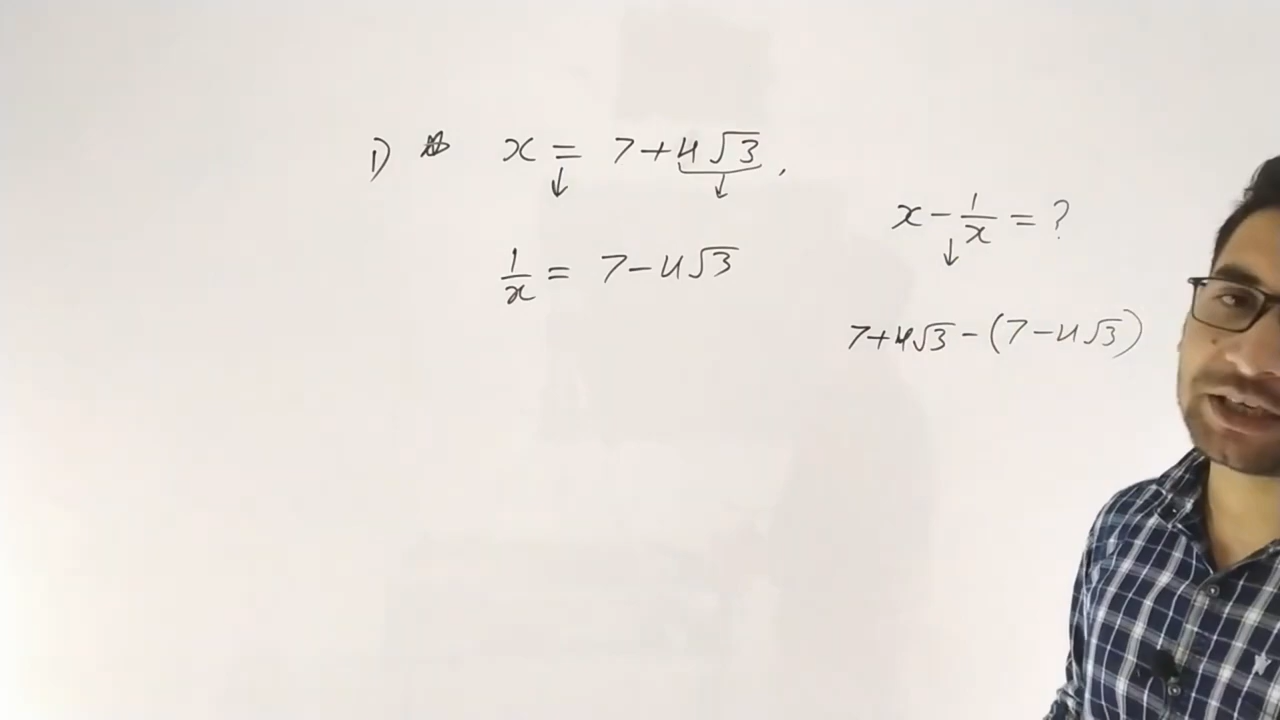 1) x = 7+4√3 ,
x - 1/x = ?
1/x = 7-4√3
7+4√3 - (7-4√3)